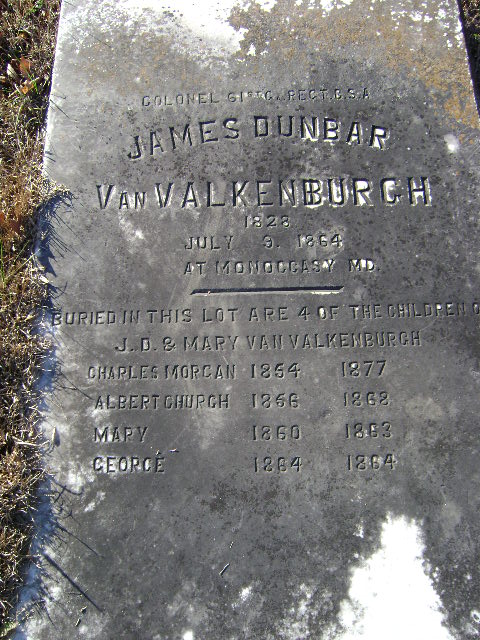 COLONEL 61ST GA. REGT. C.S.A.
JAMES DUNBAR
VAN VALKENBURGH
1828
JULY 9. 1864
AT MONOCCASY MD.
BURIED IN THIS LOT ARE 4 OF THE CHILDREN O
J. D. & MARY VAN VALKENBURGH
CHARLES MORGAN 1854 1877
ALBERT CHURCH 1856 1868
MARY 1860 1863
GEORGE 1864 1864